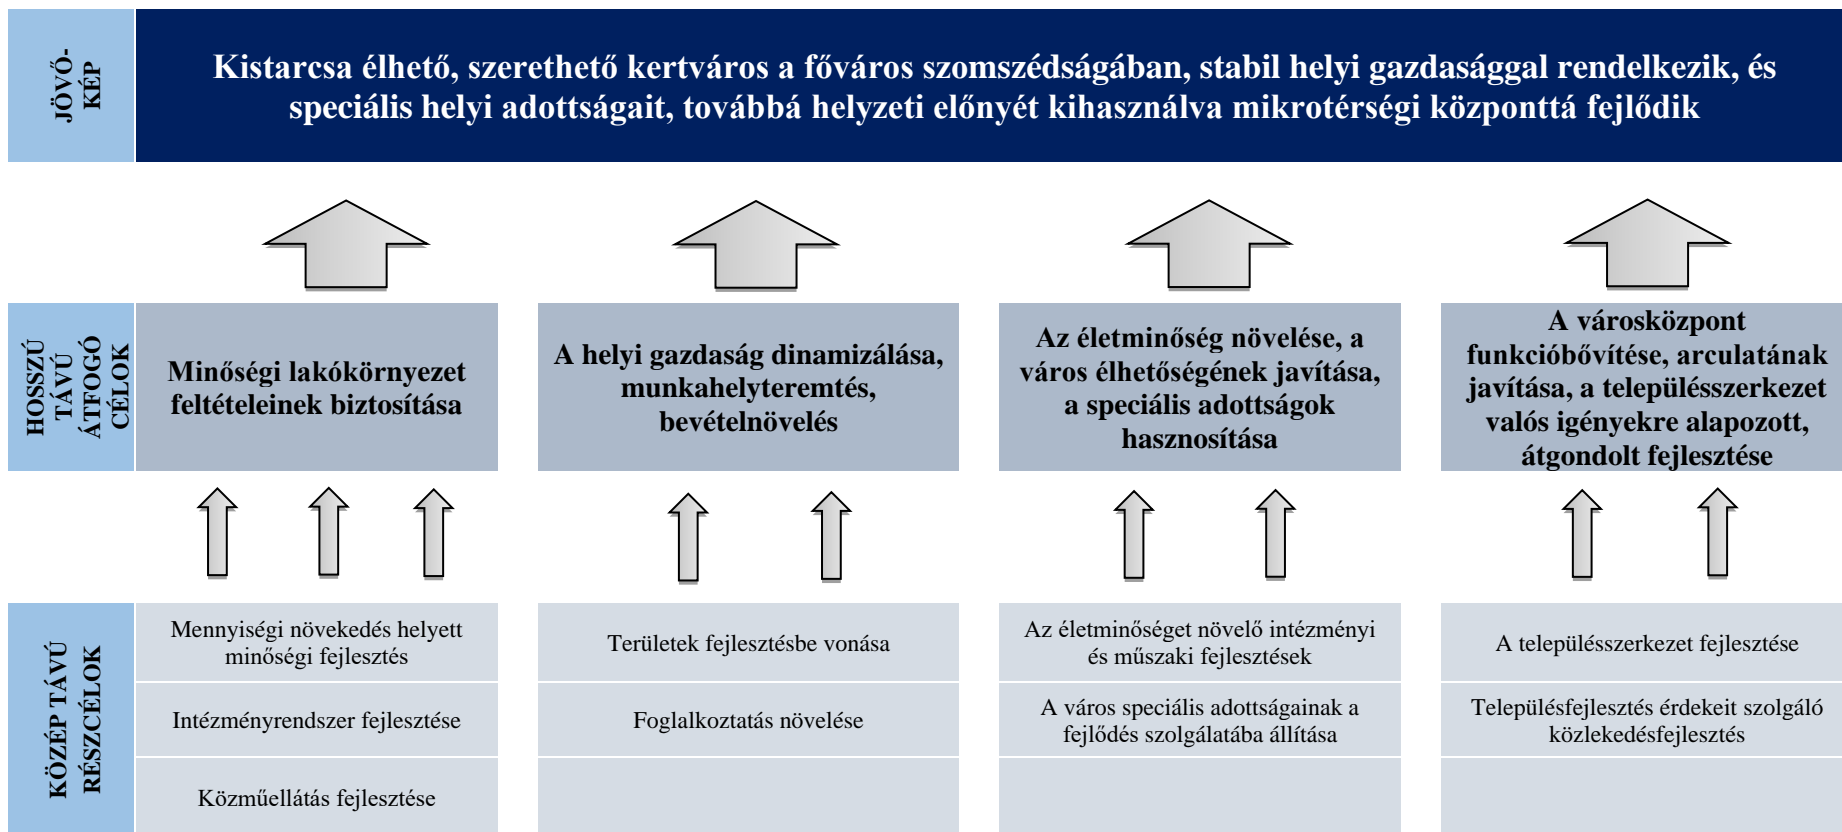 JÖVŐ-
KÉP
Kistarcsa élhető, szerethető kertváros a főváros szomszédságában, stabil helyi gazdasággal rendelkezik, és
speciális helyi adottságait, továbbá helyzeti előnyét kihasználva mikrotérségi központtá fejlődik
HOSSZÚ
TÁVÚ
ÁTFOGÓ
CÉLOK
Minőségi lakókörnyezet
feltételeinek biztosítása
A helyi gazdaság dinamizálása,
munkahelyteremtés,
bevételnövelés
Az életminőség növelése, a
város élhetőségének javítása,
a speciális adottságok
hasznosítása
A városközpont
funkcióbővítése, arculatának
javítása, a településszerkezet
valós igényekre alapozott,
átgondolt fejlesztése
KÖZÉP TÁVÚ
RÉSZCÉLOK
Mennyiségi növekedés helyett
minőségi fejlesztés
Területek fejlesztésbe vonása
Az életminőséget növelő intézményi
és műszaki fejlesztések
A településszerkezet fejlesztése
Intézményrendszer fejlesztése
Foglalkoztatás növelése
A város speciális adottságainak a
fejlődés szolgálatába állítása
Településfejlesztés érdekeit szolgáló
közlekedésfejlesztés
Közműellátás fejlesztése